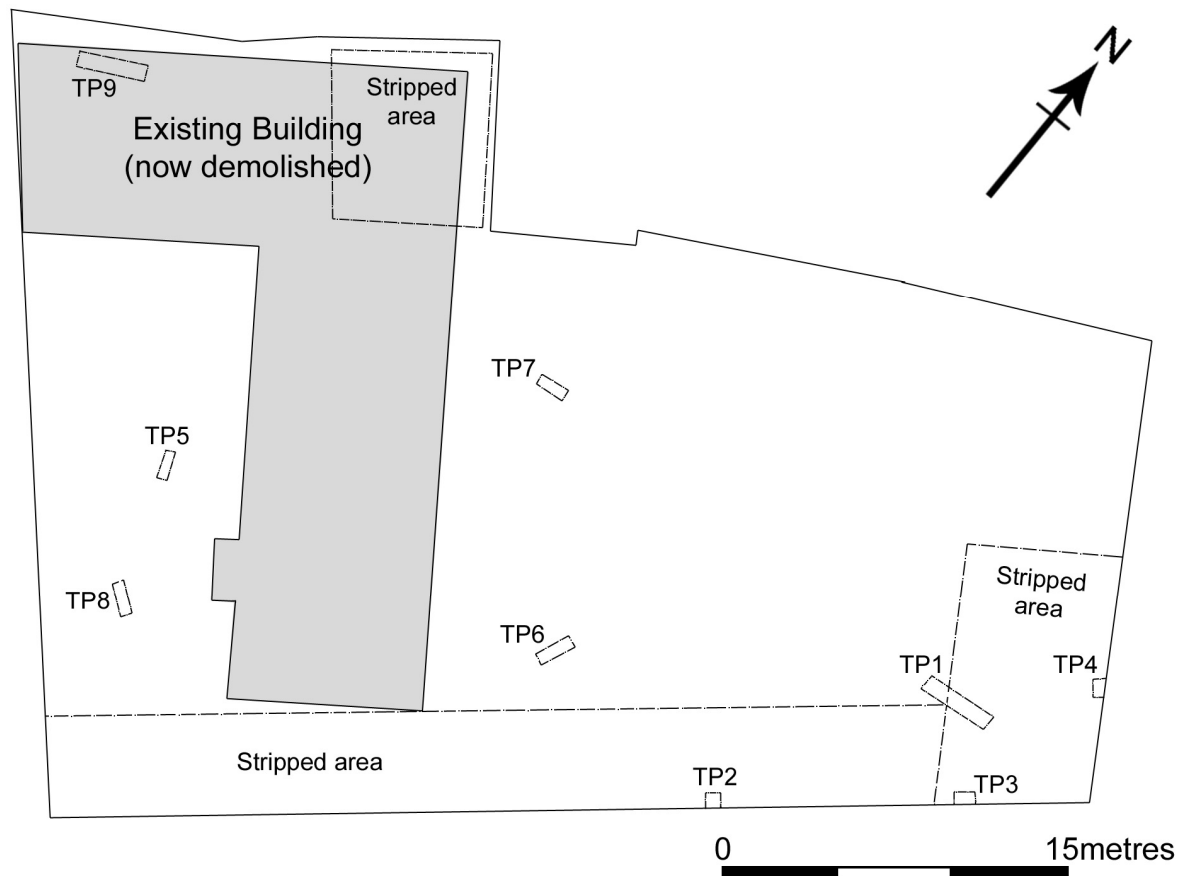 N
TP9
Stripped
area
Existing Building
(now demolished)
TP7
TP5
Stripped
area
TP8
TP6
TP1
TP4
Stripped area
TP2
TP3
0 15metres